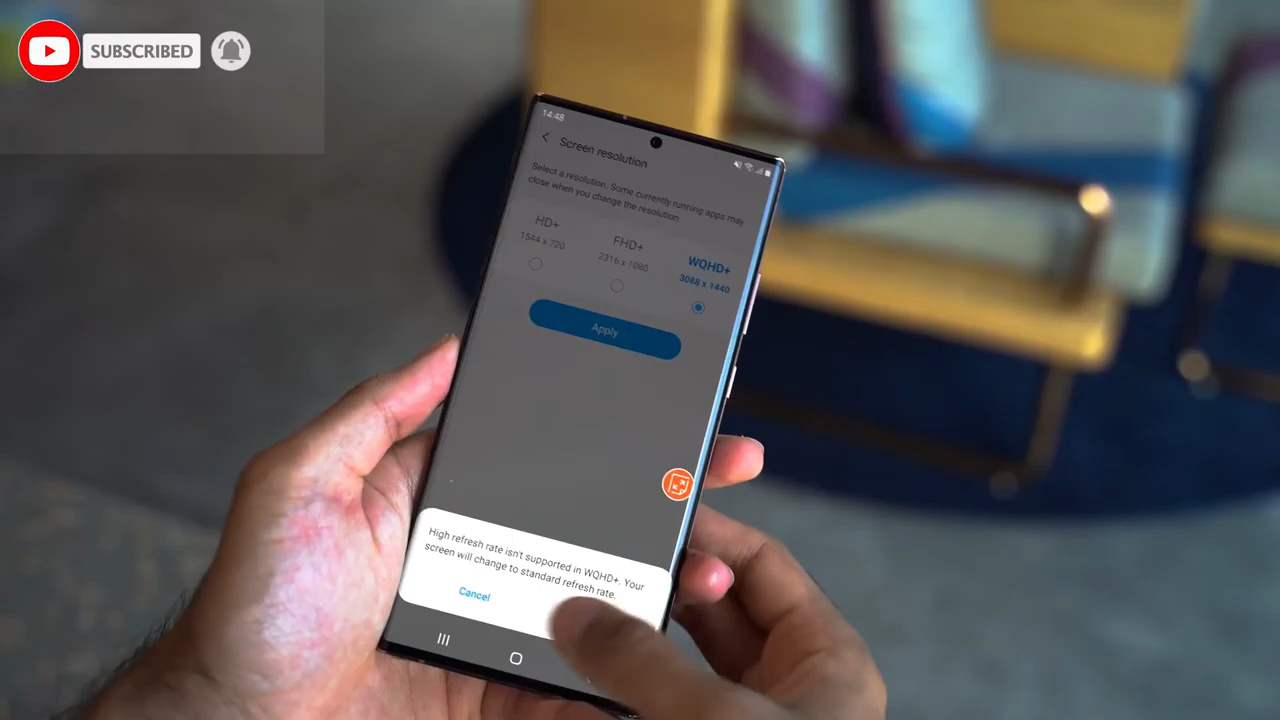 SUBSCRIBED
14:48
Screen resolution
Select a resolution. Some currently running apps may
close when you change the resolution.
HD+
1544 x 720
FHD+
2316 x 1080
WQHD+
3088 x 1440
Apply
High refresh rate isn't supported in WQHD+. Your
screen will change to standard refresh rate.
Cancel